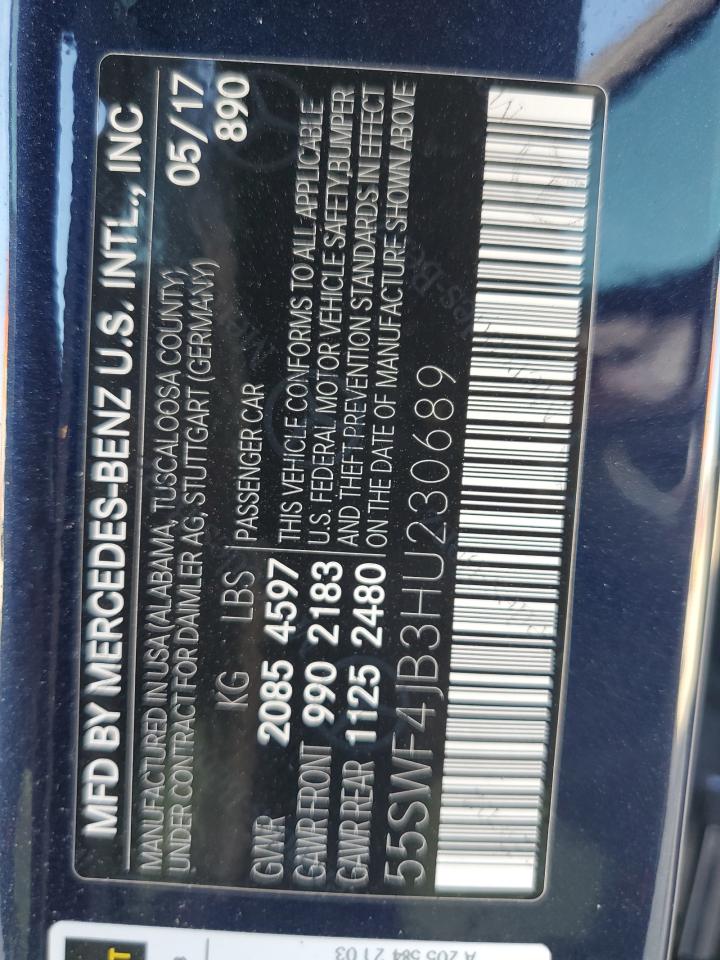 MFD BY MERCEDES-BENZ U.S. INTL., INC
MANUFACTURED IN USA (ALABAMA, TUSCALOOSA COUNTY) 05/17
UNDER CONTRACT FOR DAIMLER AG, STUTTGART (GERMANY) 890
KG LBS PASSENGER CAR
GWR 2085 4597 THIS VEHICLE CONFORMS TO ALL APPLICABLE
GAWR FRONT 990 2183 U.S. FEDERAL MOTOR VEHICLE SAFETY, BUMPER
GAWR REAR 1125 2480 AND THEFT PREVENTION STANDARDS IN EFFECT
ON THE DATE OF MANUFACTURE SHOWN ABOVE
55SWF4JB3HU230689
A 205 584 21 03